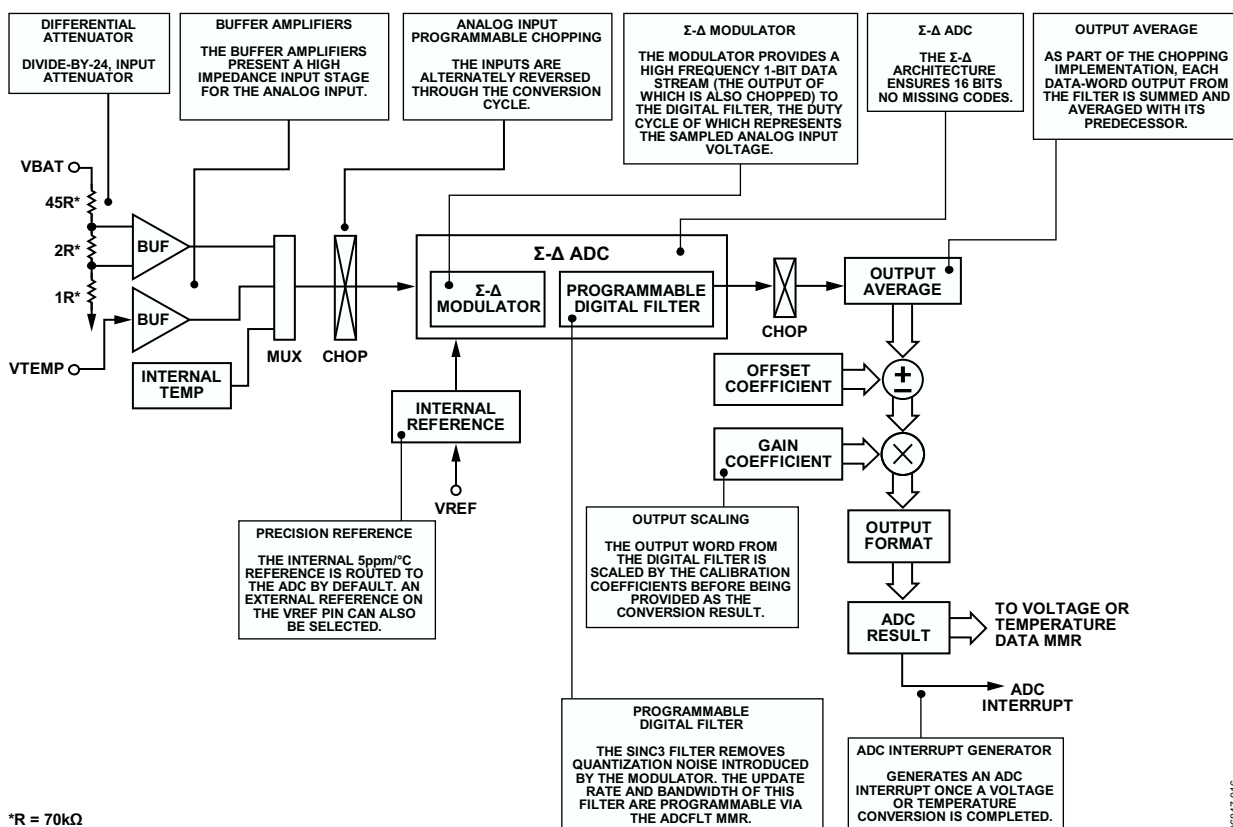 DIFFERENTIAL
ATTENUATOR
DIVIDE-BY-24, INPUT
ATTENUATOR
BUFFER AMPLIFIERS
THE BUFFER AMPLIFIERS
PRESENT A HIGH
IMPEDANCE INPUT STAGE
FOR THE ANALOG INPUT.
ANALOG INPUT
PROGRAMMABLE CHOPPING
THE INPUTS ARE
ALTERNATELY REVERSED
THROUGH THE CONVERSION
CYCLE.
Σ-Δ MODULATOR
THE MODULATOR PROVIDES A
HIGH FREQUENCY 1-BIT DATA
STREAM (THE OUTPUT OF
WHICH IS ALSO CHOPPED) TO
THE DIGITAL FILTER, THE DUTY
CYCLE OF WHICH REPRESENTS
THE SAMPLED ANALOG INPUT
VOLTAGE.
Σ-Δ ADC
THE Σ-Δ
ARCHITECTURE
ENSURES 16 BITS
NO MISSING CODES.
OUTPUT AVERAGE
AS PART OF THE CHOPPING
IMPLEMENTATION, EACH
DATA-WORD OUTPUT FROM
THE FILTER IS SUMMED AND
AVERAGED WITH ITS
PREDECESSOR.
VBAT
45R*
2R*
1R*
VTEMP
BUF
BUF
INTERNAL
TEMP
MUX
CHOP
Σ-Δ ADC
Σ-Δ
MODULATOR
PROGRAMMABLE
DIGITAL FILTER
CHOP
OUTPUT
AVERAGE
INTERNAL
REFERENCE
VREF
OFFSET
COEFFICIENT
±
GAIN
COEFFICIENT
×
OUTPUT
FORMAT
ADC
RESULT
TO VOLTAGE OR
TEMPERATURE
DATA MMR
ADC
INTERRUPT
PRECISION REFERENCE
THE INTERNAL 5ppm/°C
REFERENCE IS ROUTED TO
THE ADC BY DEFAULT. AN
EXTERNAL REFERENCE ON
THE VREF PIN CAN ALSO
BE SELECTED.
OUTPUT SCALING
THE OUTPUT WORD FROM
THE DIGITAL FILTER IS
SCALED BY THE CALIBRATION
COEFFICIENTS BEFORE BEING
PROVIDED AS THE
CONVERSION RESULT.
PROGRAMMABLE
DIGITAL FILTER
THE SINC3 FILTER REMOVES
QUANTIZATION NOISE INTRODUCED
BY THE MODULATOR. THE UPDATE
RATE AND BANDWIDTH OF THIS
FILTER ARE PROGRAMMABLE VIA
THE ADCFLT MMR.
ADC INTERRUPT GENERATOR
GENERATES AN ADC
INTERRUPT ONCE A VOLTAGE
OR TEMPERATURE
CONVERSION IS COMPLETED.
*R = 70kΩ